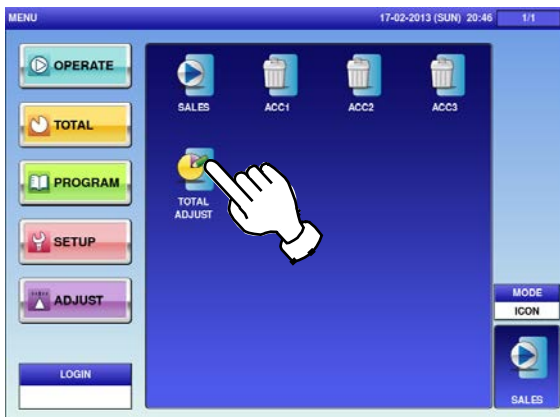 MENU
17-02-2013 (SUN) 20:46
1/1
OPERATE
TOTAL
PROGRAM
SETUP
ADJUST
LOGIN
SALES
ACC1
ACC2
ACC3
TOTAL
ADJUST
MODE
ICON
SALES